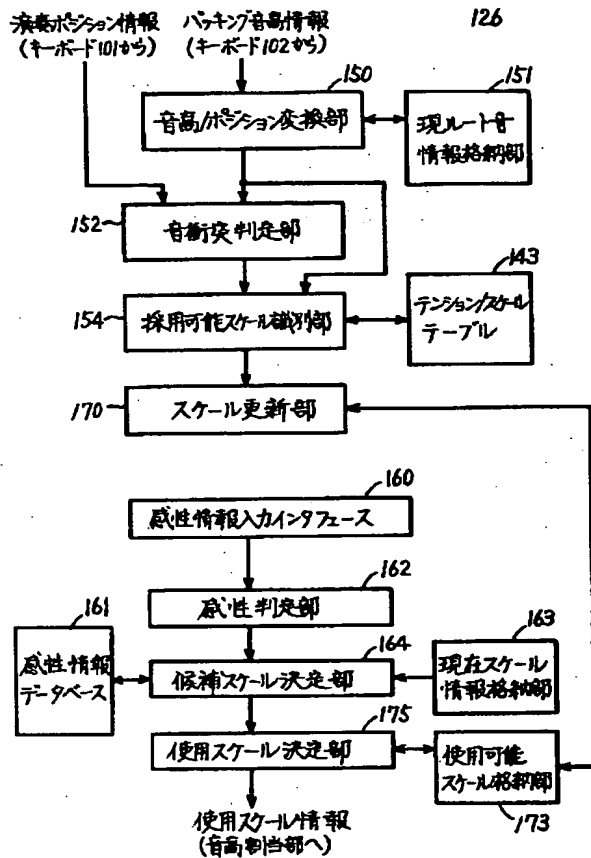 演奏ポジション情報
(キーボード101から)
バッキング音高情報
(キーボード102から)
126
150
音高/ポジション変換部
151
現ルート音
情報格納部
152
音衝突判定部
143
154
採用可能スケール識別部
テンション/スケール
テーブル
170
スケール更新部
160
感性情報入力インタフェース
162
感性判定部
161
感性情報
データベース
164
候補スケール決定部
163
現在スケール
情報格納部
175
使用スケール決定部
使用可能
スケール格納部
173
使用スケール情報
(音高割当部へ)